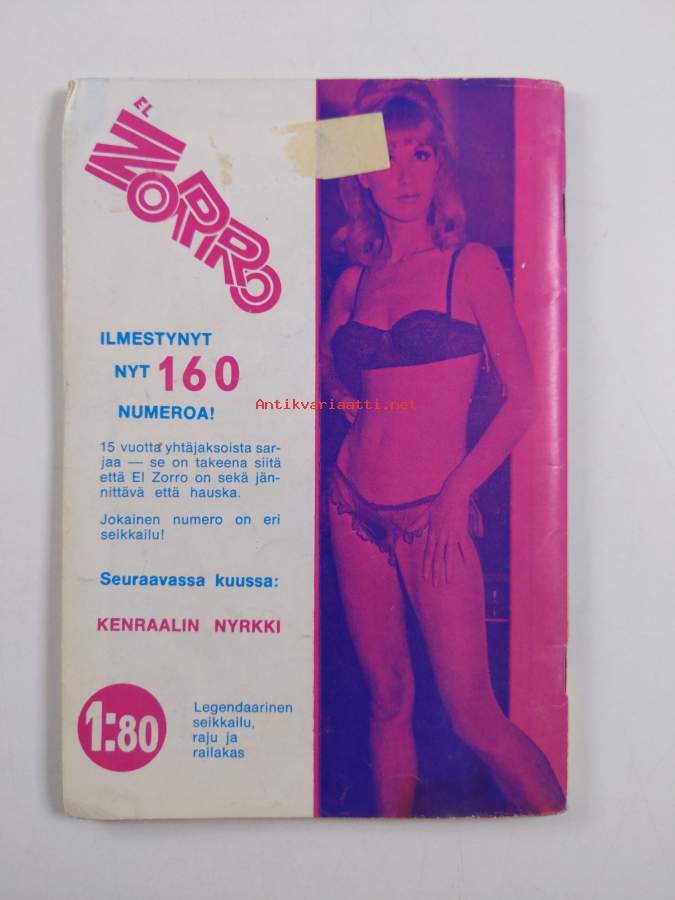 EL
ZORRO
ILMESTYNYT
NYT 160
NUMEROA!
Antikvariaatti.net
15 vuotta yhtäjaksoista sar-
jaa — se on takeena siitä
että El Zorro on sekä jän-
nittävä että hauska.
Jokainen numero on eri
seikkailu!
Seuraavassa kuussa:
KENRAALIN NYRKKI
1:80
Legendaarinen
seikkailu,
raju ja
railakas